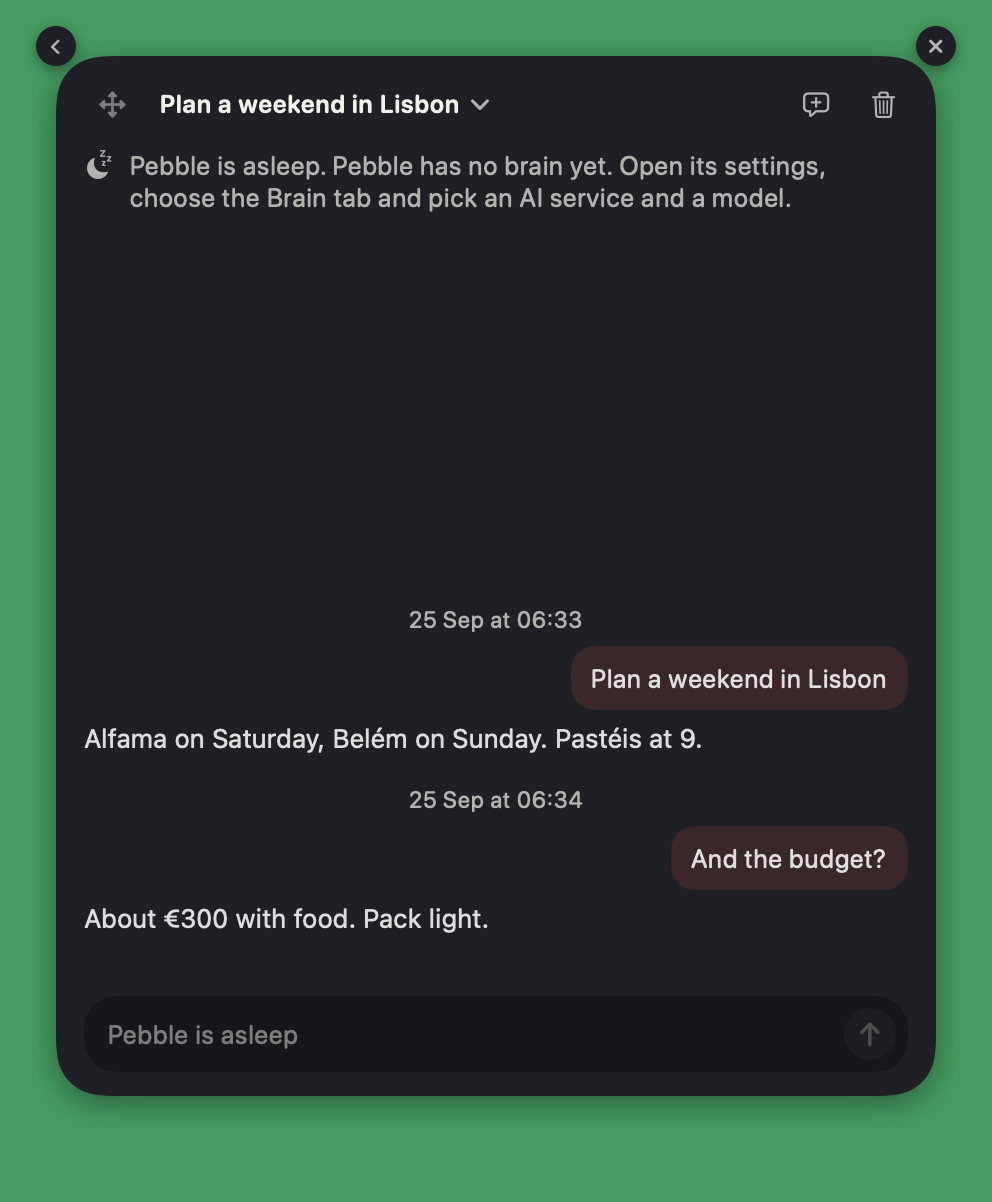 Plan a weekend in Lisbon
Pebble is asleep. Pebble has no brain yet. Open its settings,
choose the Brain tab and pick an AI service and a model.
25 Sep at 06:33
Plan a weekend in Lisbon
Alfama on Saturday, Belém on Sunday. Pastéis at 9.
25 Sep at 06:34
And the budget?
About €300 with food. Pack light.
Pebble is asleep